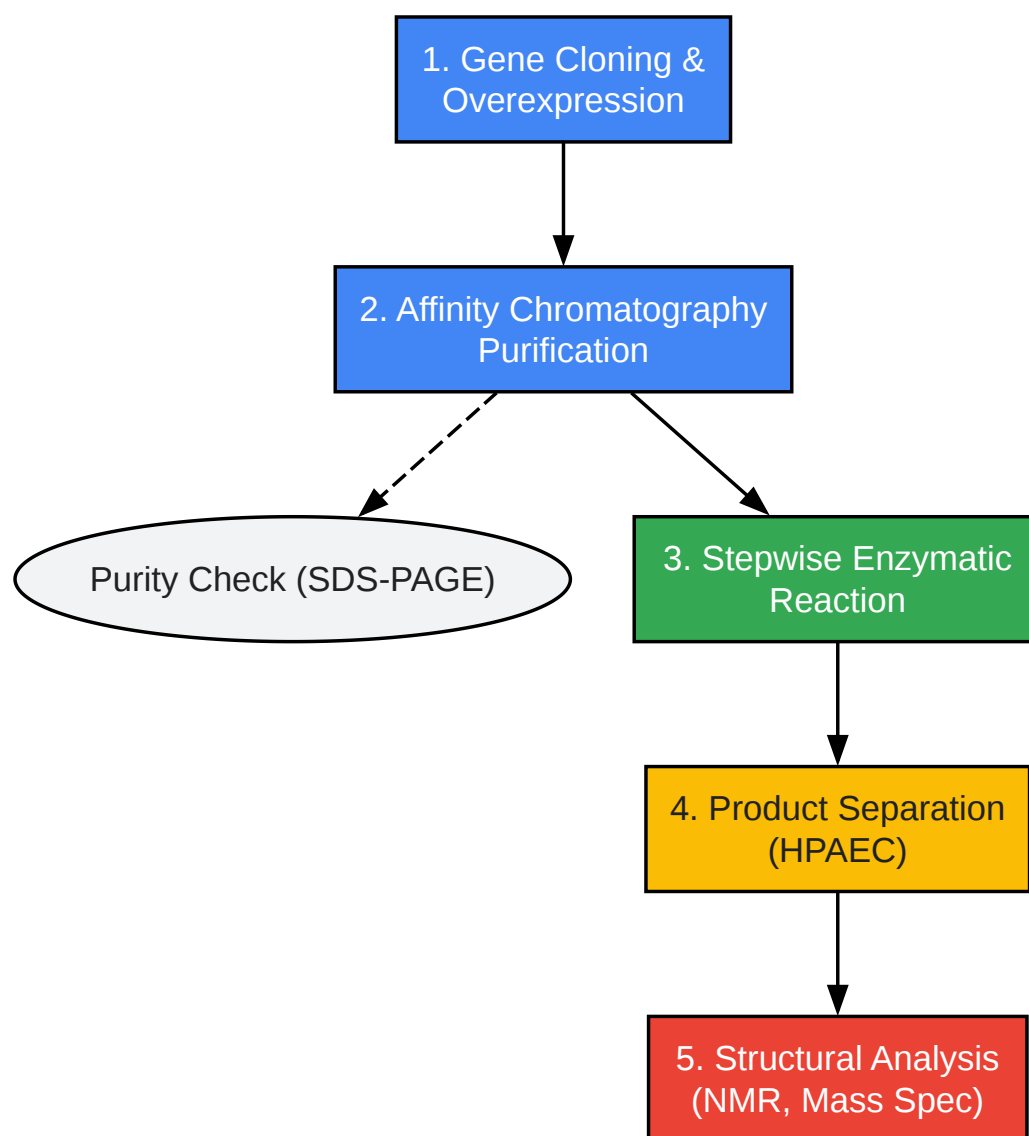 1. Gene Cloning &
Overexpression
2. Affinity Chromatography
Purification
Purity Check (SDS-PAGE)
3. Stepwise Enzymatic
Reaction
4. Product Separation
(HPAEC)
5. Structural Analysis
(NMR, Mass Spec)